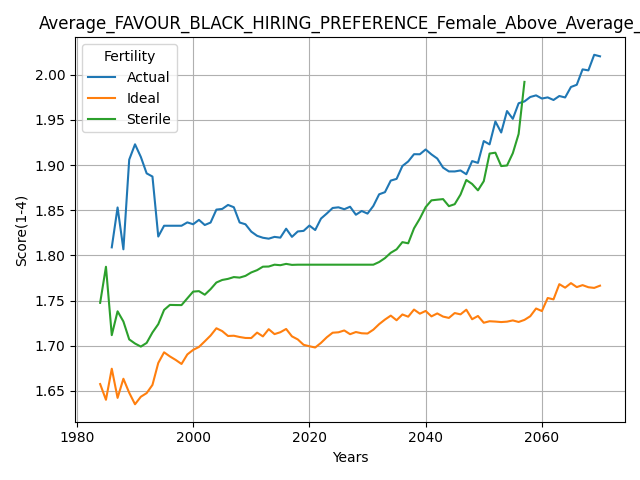 Average_FAVOUR_BLACK_HIRING_PREFERENCE_Female_Above_Average_
Fertility
Actual
Ideal
Sterile
Score(1-4)
2.00
1.95
1.90
1.85
1.80
1.75
1.70
1.65
1980 2000 2020 2040 2060
Years